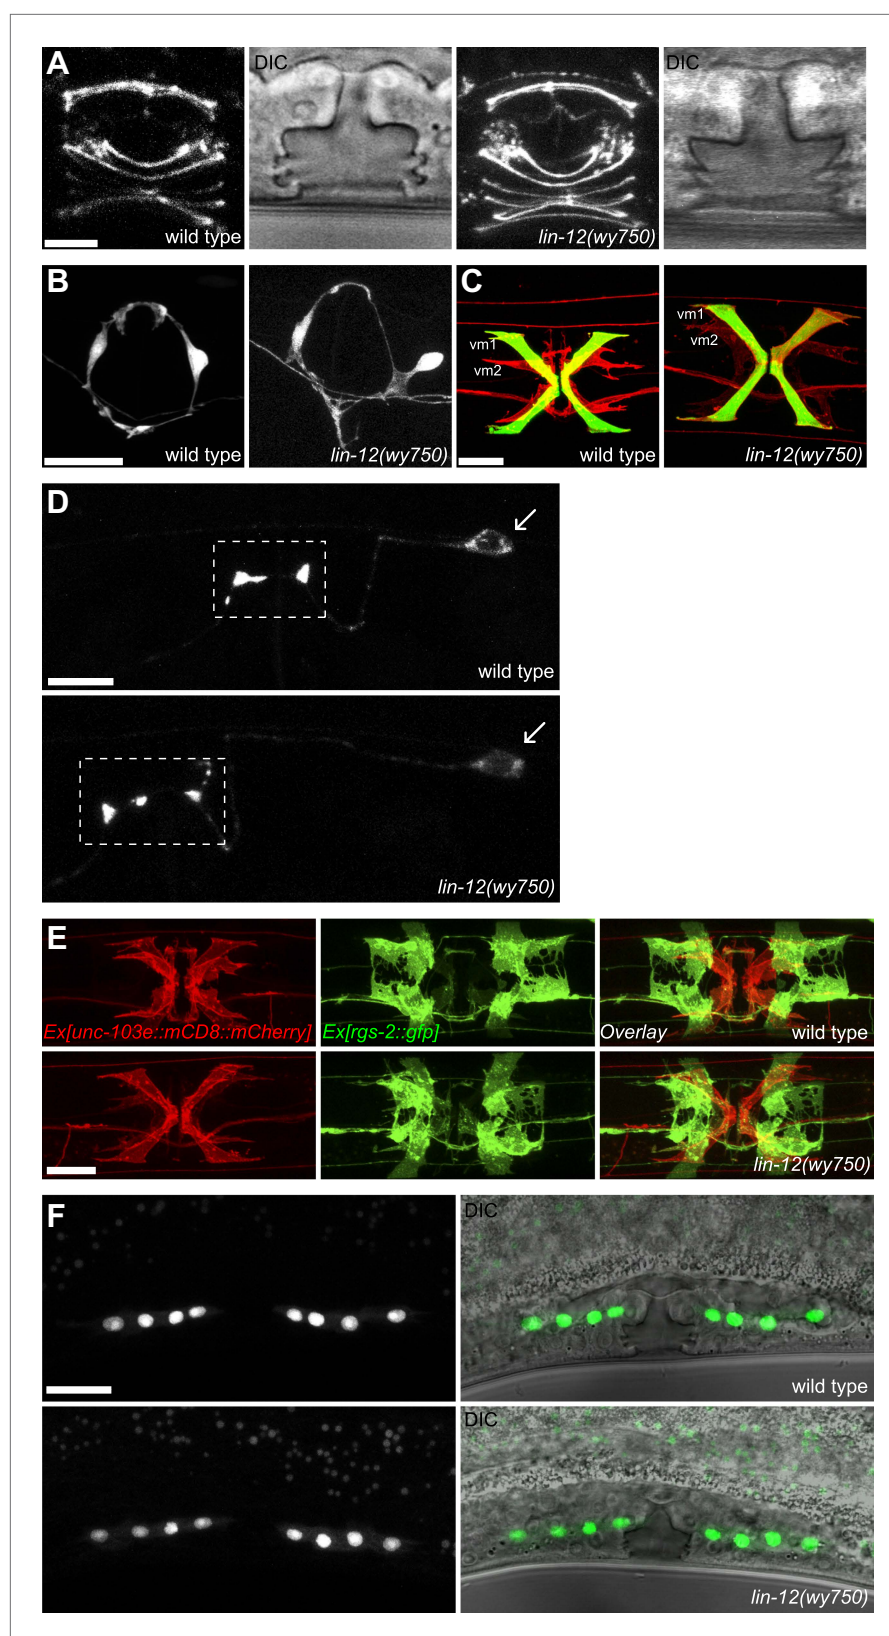 A
DIC
DIC
wild type
lin-12(wy750)
B
C
vm1
vm2
vm1
vm2
wild type
lin-12(wy750)
wild type
lin-12(wy750)
D
wild type
lin-12(wy750)
E
Ex[unc-103e::mCD8::mCherry]
Ex[rgs-2::gfp]
Overlay
wild type
lin-12(wy750)
F
DIC
wild type
DIC
lin-12(wy750)